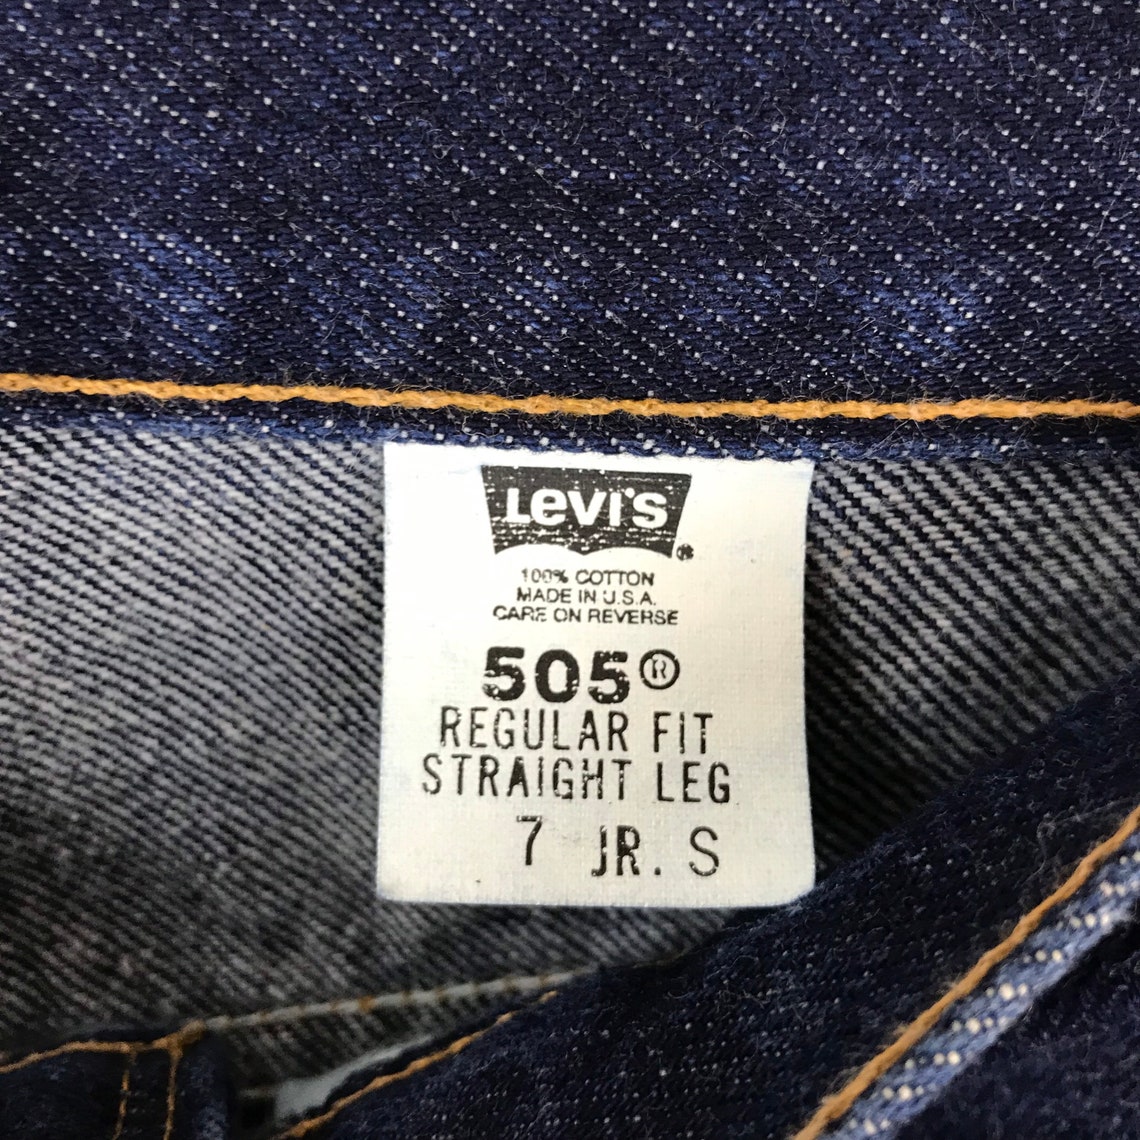 Levi's®
100% COTTON
MADE IN U.S.A.
CARE ON REVERSE
505®
REGULAR FIT
STRAIGHT LEG
7 JR. S